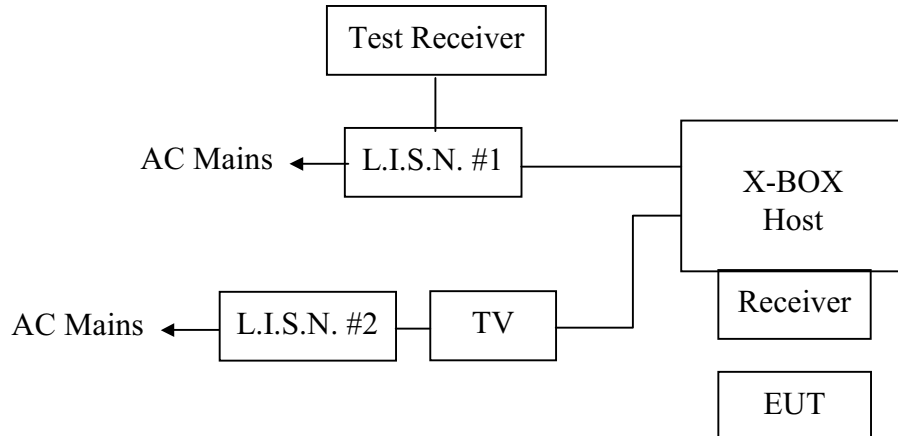 Test Receiver
AC Mains
L.I.S.N. #1
X-BOX
Host
Receiver
AC Mains
L.I.S.N. #2
TV
EUT